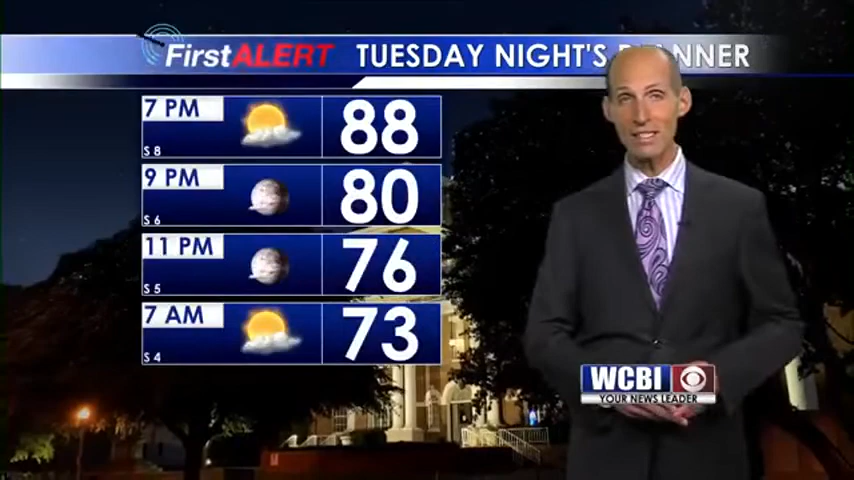 FirstALERT TUESDAY NIGHT'S P ANNER
7 PM
88
S 8
9 PM
80
S 6
11 PM
76
S 5
7 AM
73
S 4
WCBI
YOUR NEWS LEADER